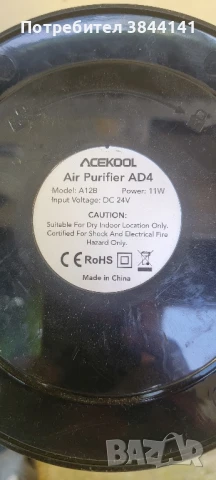 Потребител 3844141
ACEKOOL
Air Purifier AD4
Model: A12B Power: 11W
Input Voltage: DC 24V
CAUTION:
Suitable For Dry Indoor Location Only.
Certified For Shock And Electrical Fire
Hazard Only.
CE RoHS
Made in China
BAZAR